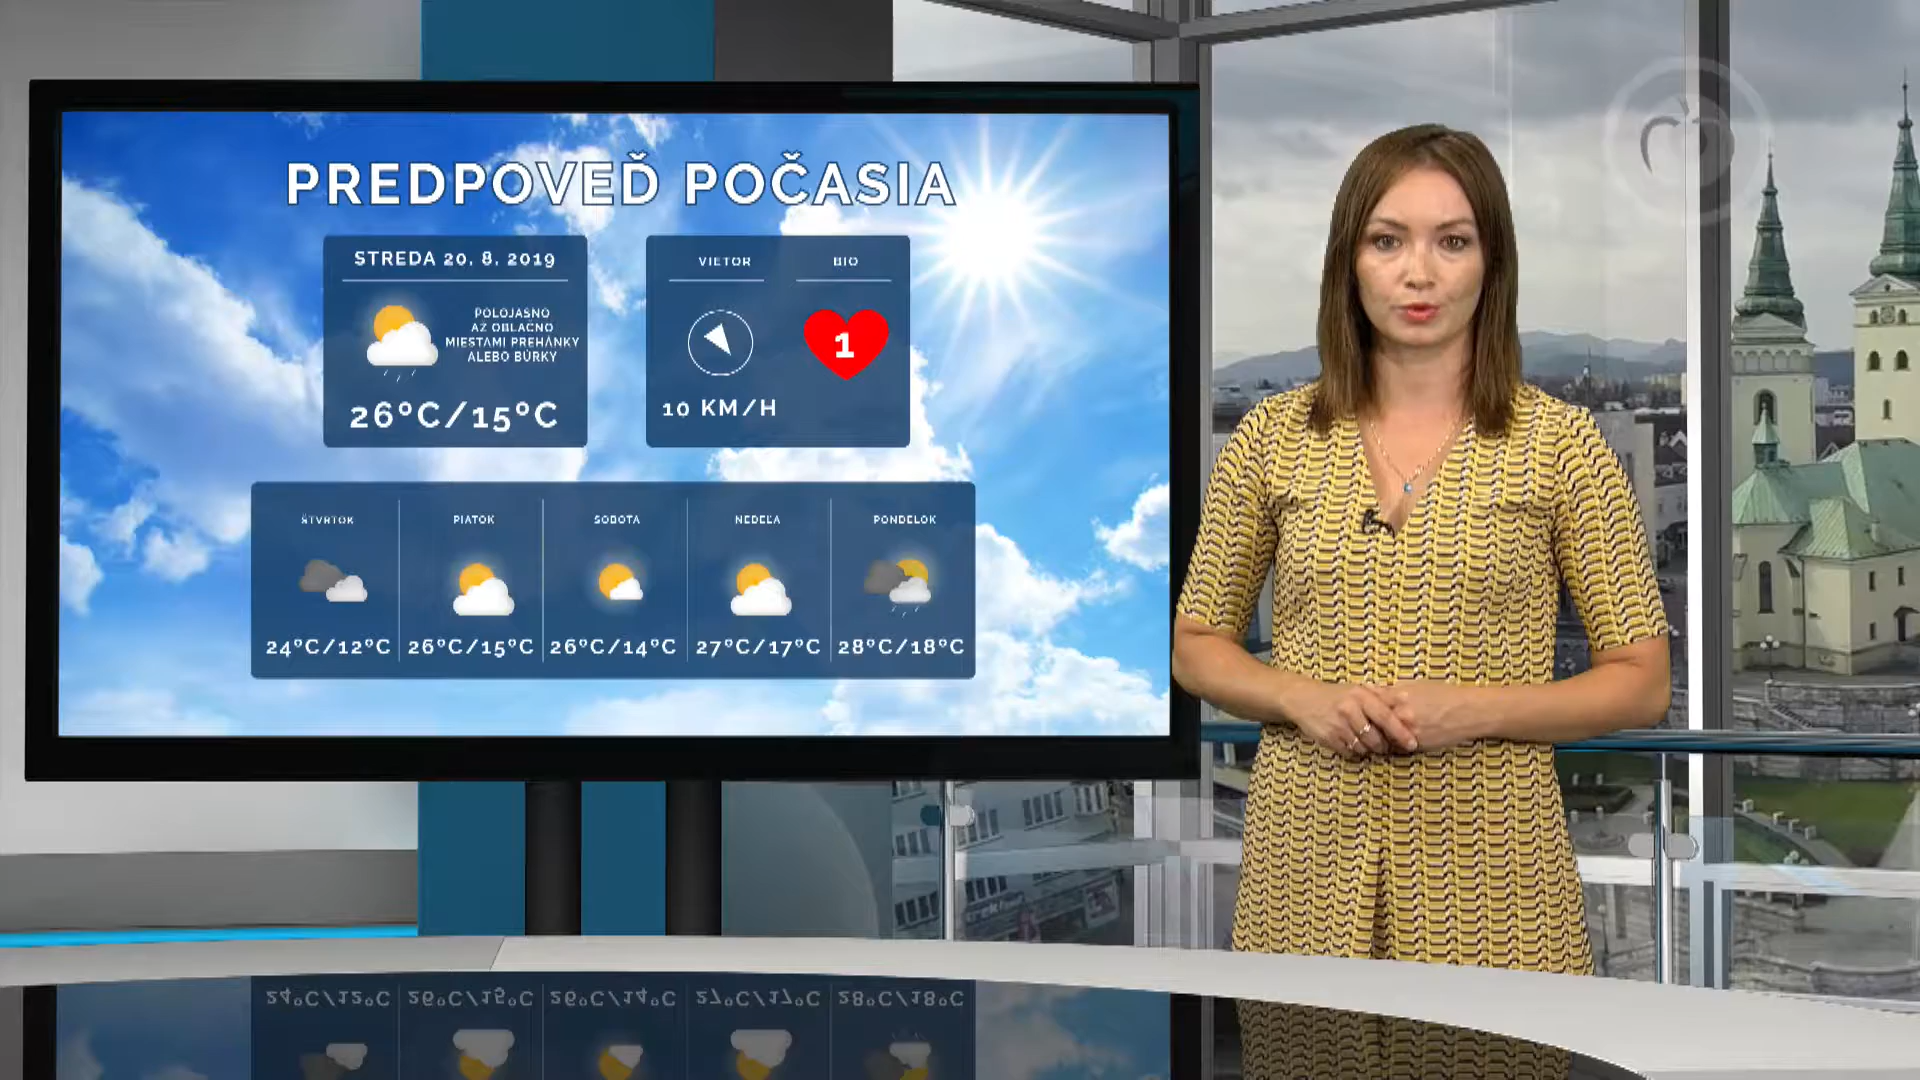 PREDPOVEĎ POČASIA
STREDA 20. 8. 2019
POLOJASNO
AŽ OBLAČNO
MIESTAMI PREHÁNKY
ALEBO BÚRKY
26°C/15°C
VIETOR
BIO
1
10 KM/H
ŠTVRTOK
PIATOK
SOBOTA
NEDEĽA
PONDELOK
24°C/12°C
26°C/15°C
26°C/14°C
27°C/17°C
28°C/18°C